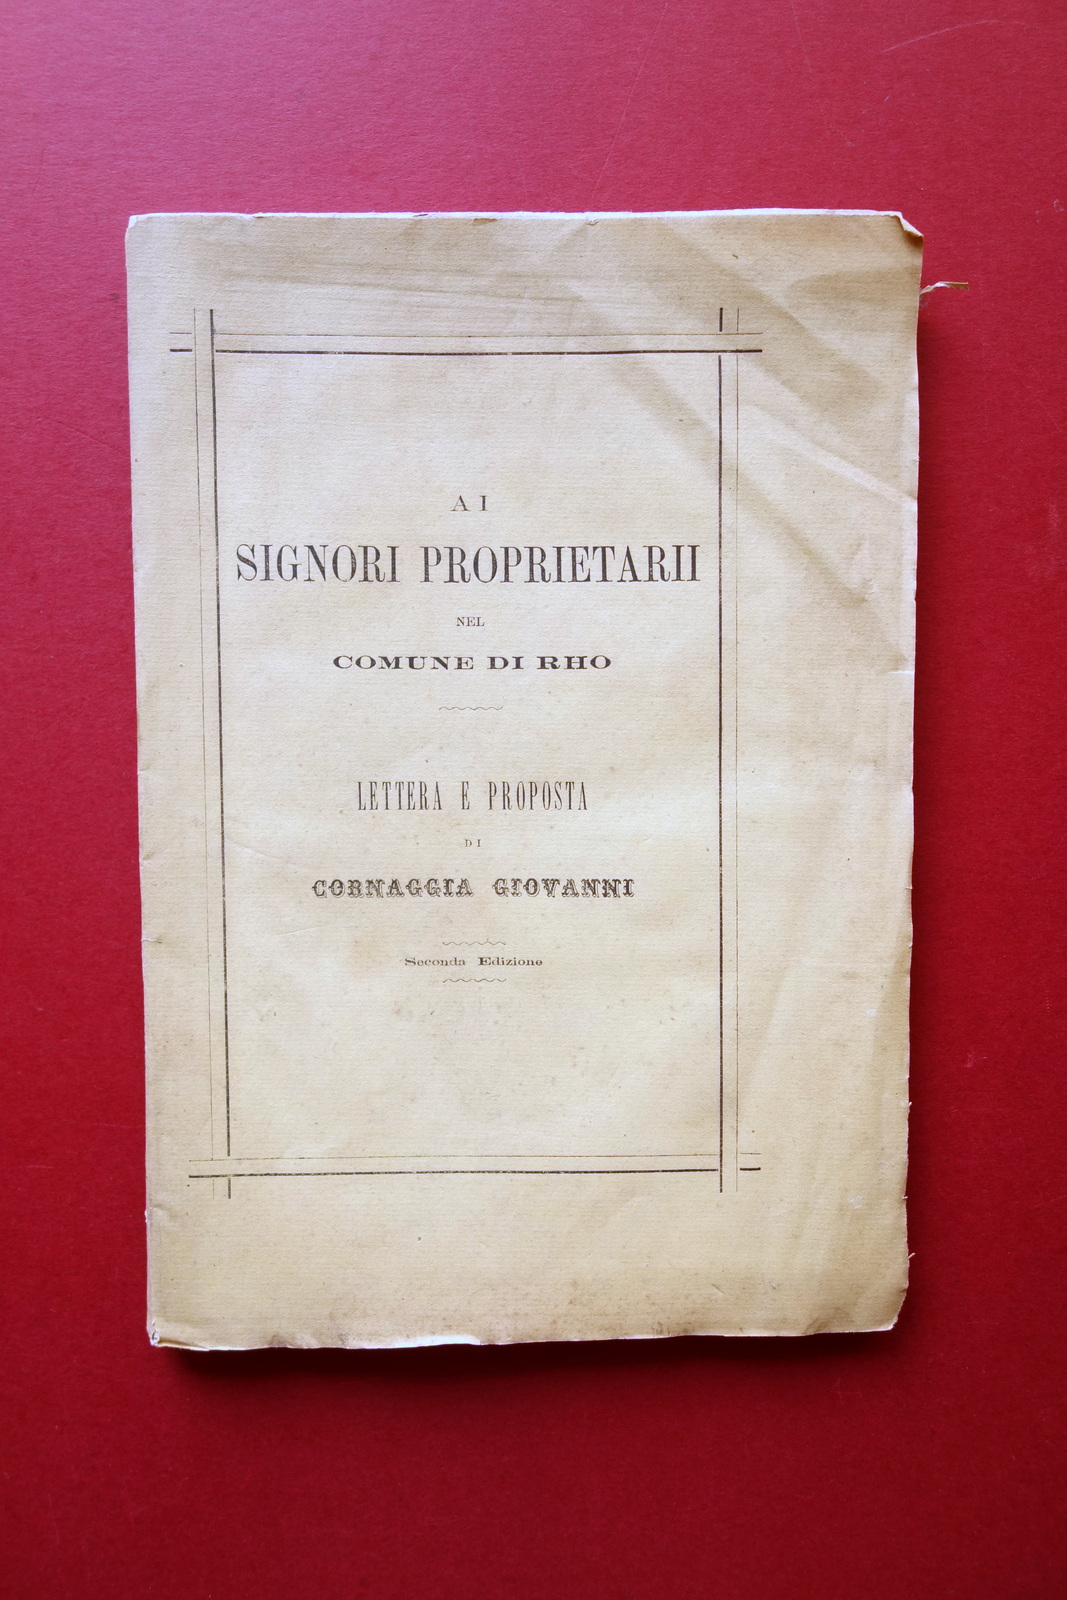 AI
SIGNORI PROPRIETARII
NEL
COMUNE DI RHO
LETTERA E PROPOSTA
DI
CORNAGGIA GIOVANNI
Seconda Edizione